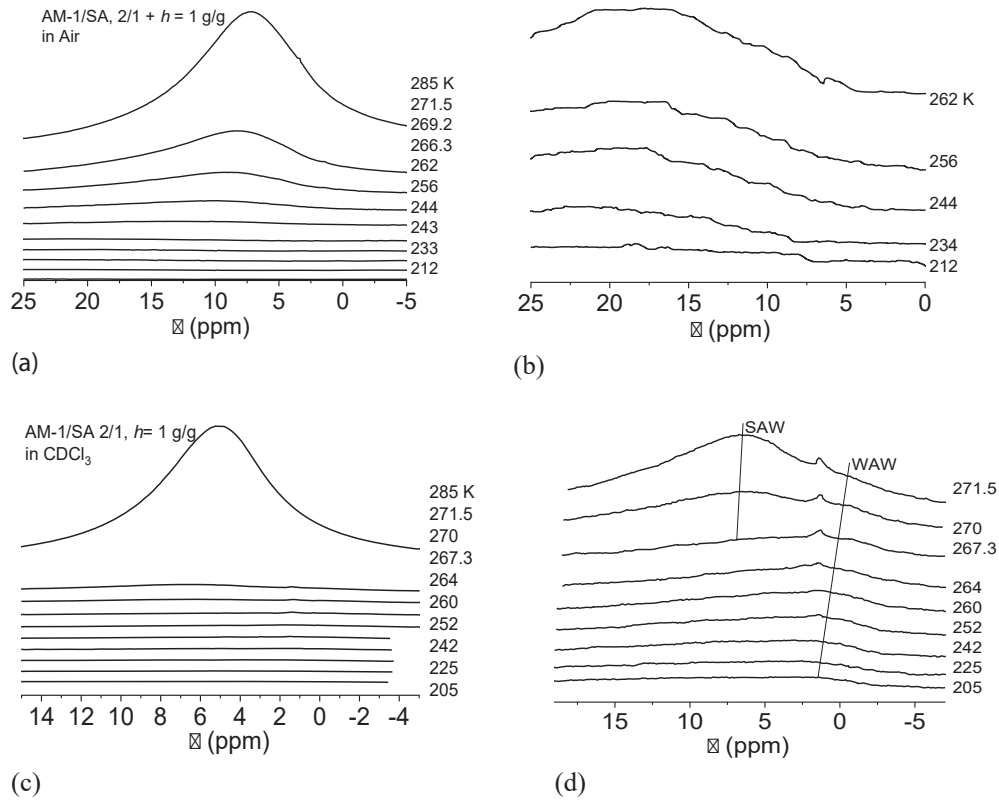 AM-1/SA, 2/1 + h = 1 g/g
in Air
285 K
271.5
269.2
266.3
262
256
244
243
233
212
25 20 15 10 5 0 -5
(ppm)
(a)
262 K
256
244
234
212
25 20 15 10 5 0
(ppm)
(b)
AM-1/SA 2/1, h= 1 g/g
in CDCl₃
285 K
271.5
270
267.3
264
260
252
242
225
205
14 12 10 8 6 4 2 0 -2 -4
(ppm)
(c)
SAW
WAW
271.5
270
267.3
264
260
252
242
225
205
15 10 5 0 -5
(ppm)
(d)